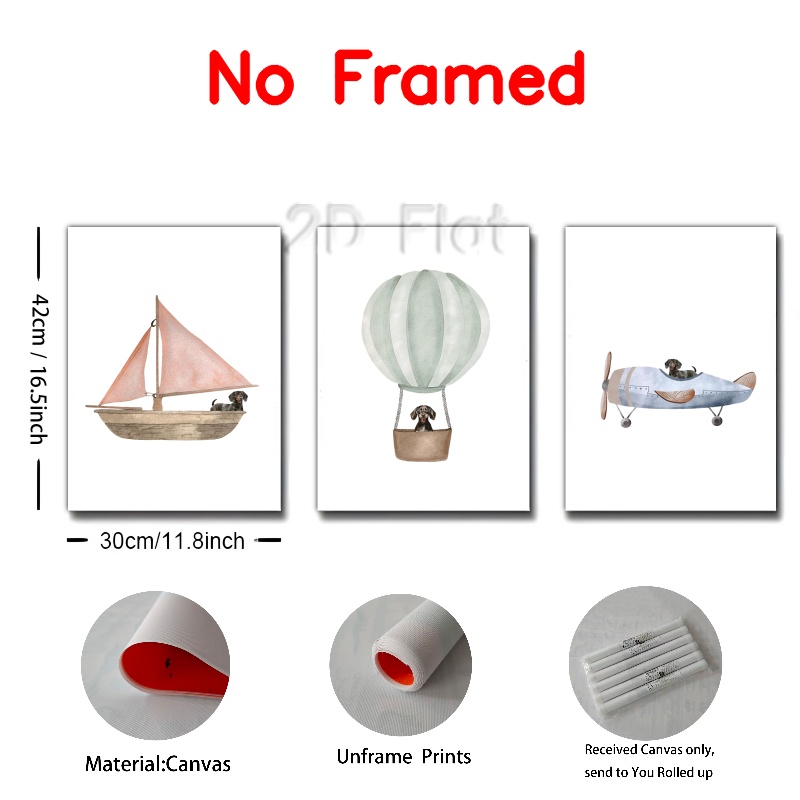 No Framed
2D Flat
42cm / 16.5inch
30cm/11.8inch
Material:Canvas
Unframe Prints
Received Canvas only,
send to You Rolled up